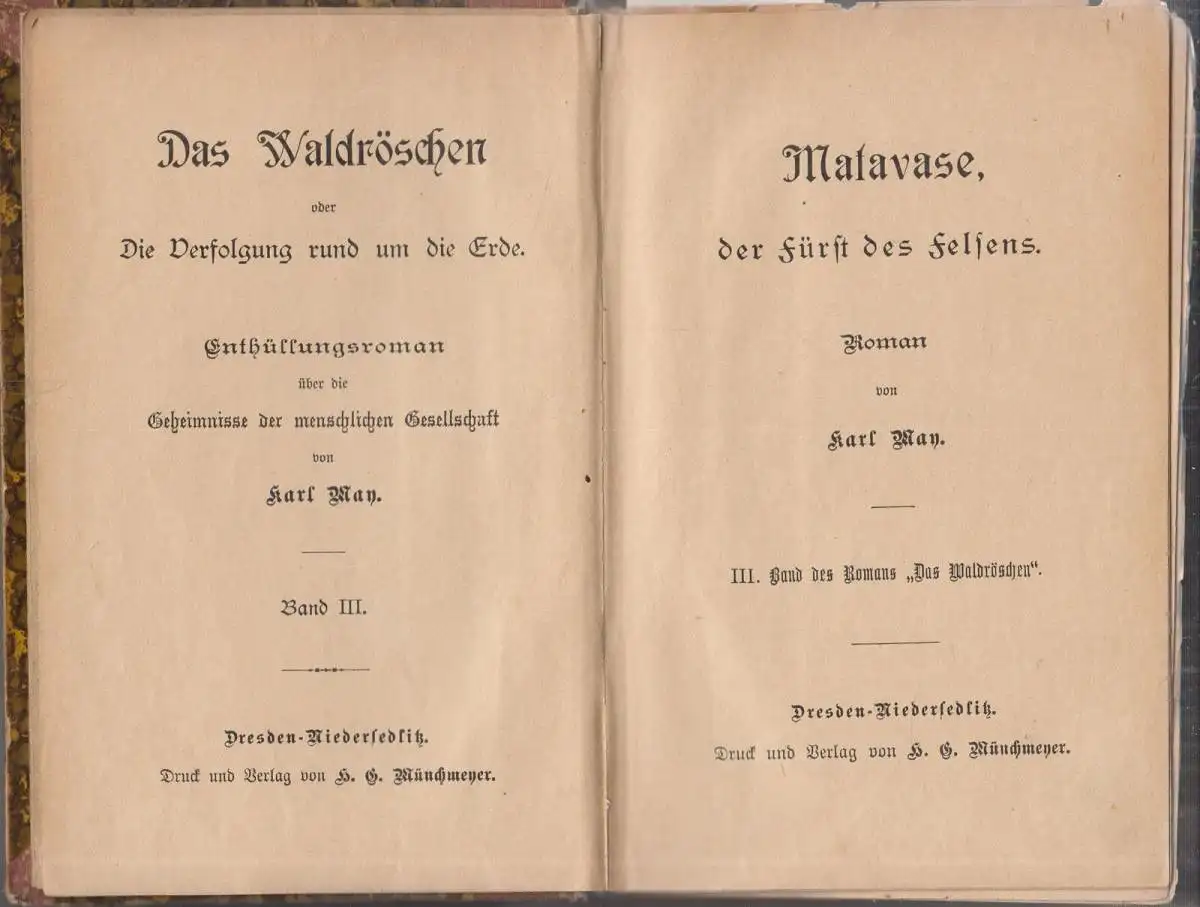 Das Waldröschen
oder
Die Verfolgung rund um die Erde.
Enthüllungsroman
über die
Geheimnisse der menschlichen Gesellschaft
von
Karl May.
Band III.
Dresden-Niedersedlitz.
Druck und Verlag von H. G. Münchmeyer.
Matavase,
der Fürst des Felsens.
Roman
von
Karl May.
III. Band des Romans „Das Waldröschen“.
Dresden-Niedersedlitz.
Druck und Verlag von H. G. Münchmeyer.